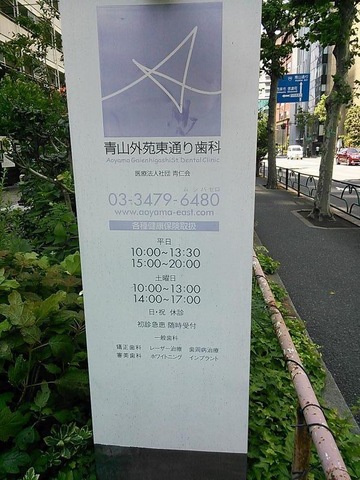 青山外苑東通り歯科
Aoyama Gaienhigashi St. Dental Clinic
医療法人社団 青仁会
03-3479-6480
www.aoyama-east.com
各種健康保険取扱
平日
10:00~13:30
15:00~20:00
土曜日
10:00~13:00
14:00~17:00
日・祝 休診
初診急患 随時受付
一般歯科
矯正歯科 レーザー治療 歯周病治療
審美歯科 ホワイトニング インプラント